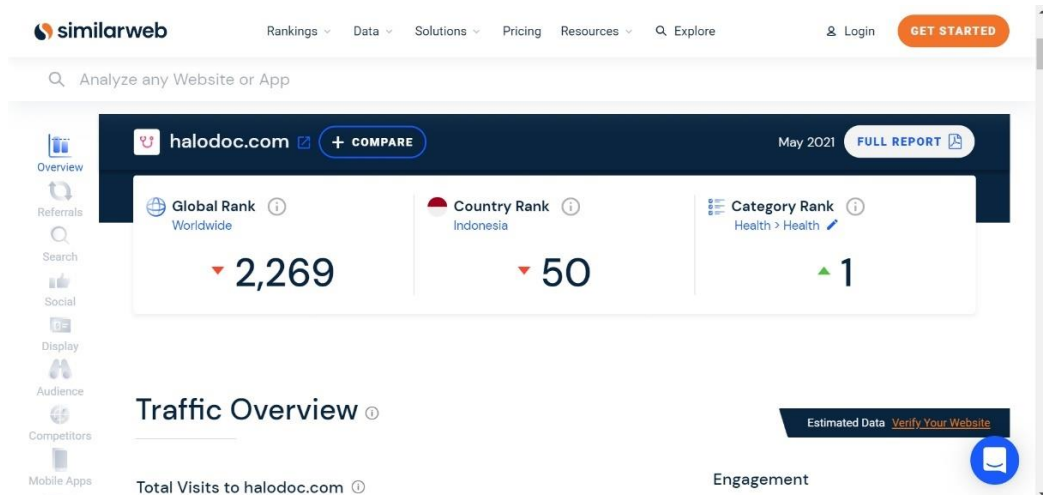 similarweb
Rankings Data Solutions Pricing Resources Explore Login GET STARTED
Analyze any Website or App
halodoc.com + COMPARE May 2021 FULL REPORT
Overview
Referrals
Search
Social
Display
Audience
Competitors
Mobile Apps
Global Rank
Worldwide
2,269
Country Rank
Indonesia
50
Category Rank
Health > Health
1
Traffic Overview
Estimated Data Verify Your Website
Total Visits to halodoc.com
Engagement